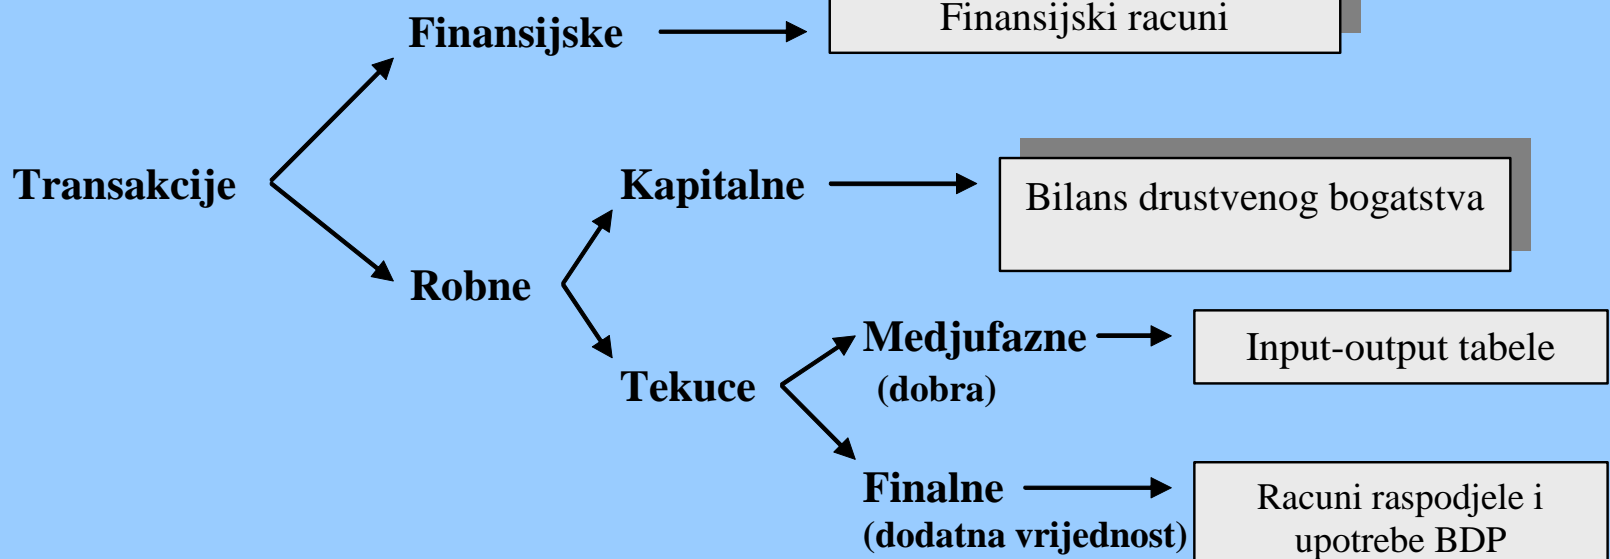 Finansijski racuni
Finansijske
Transakcije
Kapitalne
Bilans drustvenog bogatstva
Robne
Medjufazne
(dobra)
Input-output tabele
Tekuce
Finalne
(dodatna vrijednost)
Racuni raspodjele i
upotrebe BDP